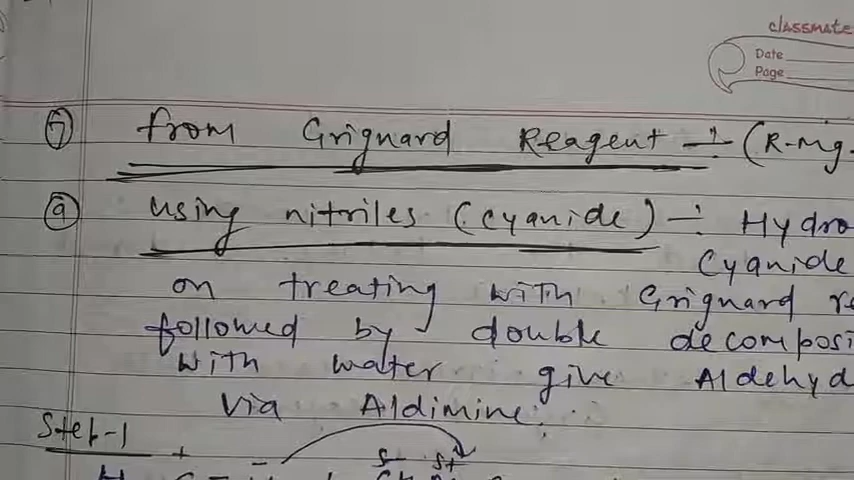 classmate
Date
Page
⑦ from Grignard Reagent ÷ (R-Mg-
ⓐ using nitriles (cyanide) ÷ Hydro
Cyanide
on treating with Grignard re
followed by double decomposi
with water give Aldehyd
via Aldimine.
Step-1